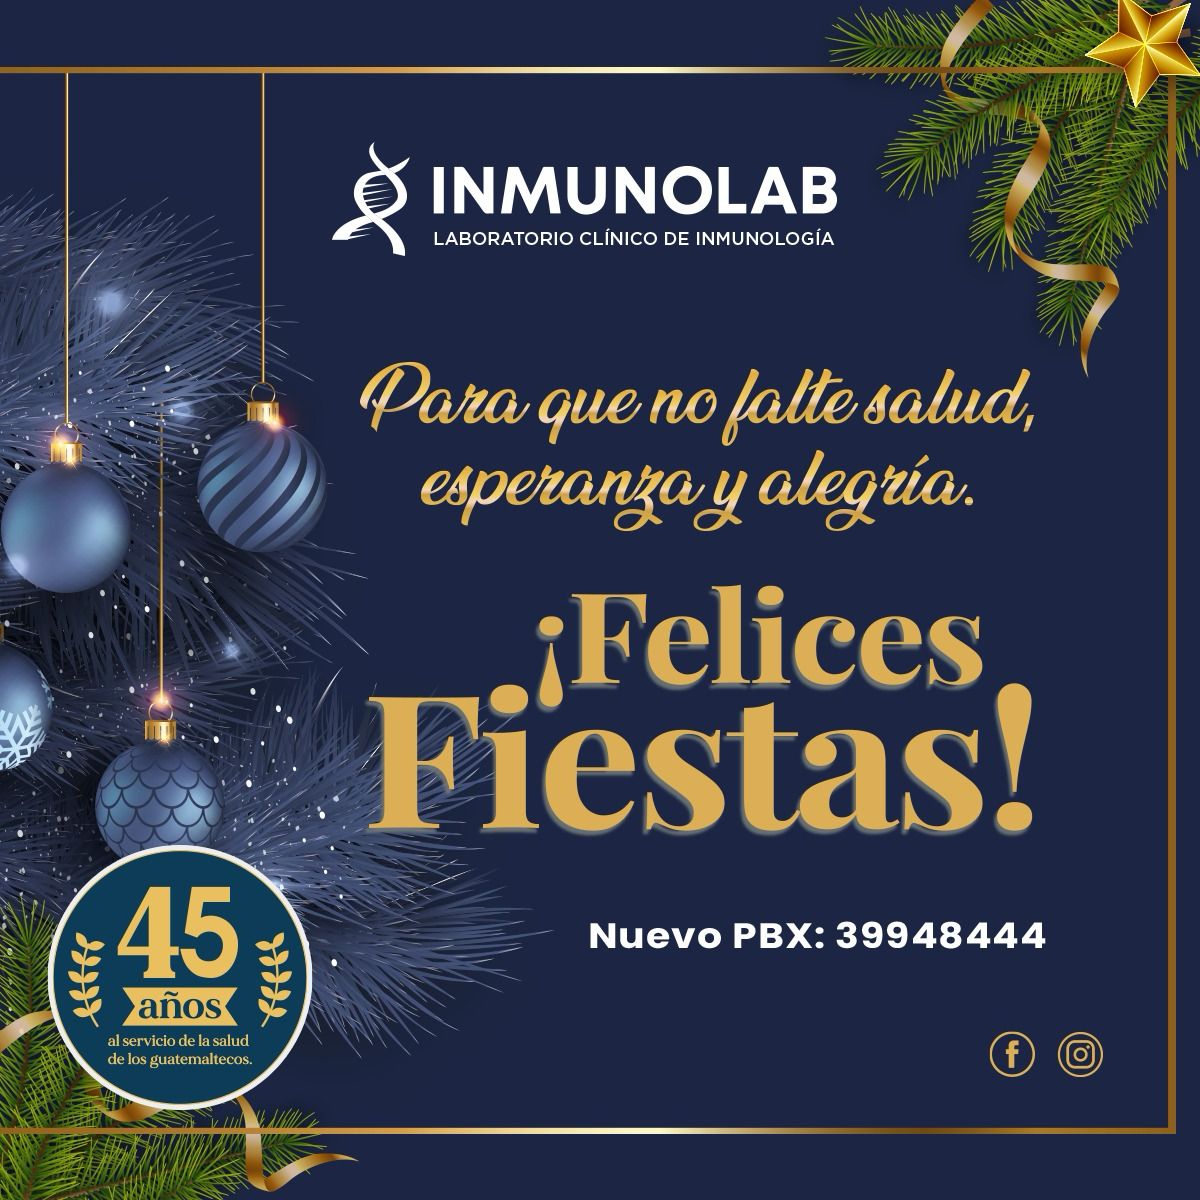 INMUNOLAB
LABORATORIO CLÍNICO DE INMUNOLOGÍA
Para que no falte salud,
esperanza y alegría.
¡Felices
Fiestas!
Nuevo PBX: 39948444
45
años
al servicio de la salud
de los guatemaltecos.